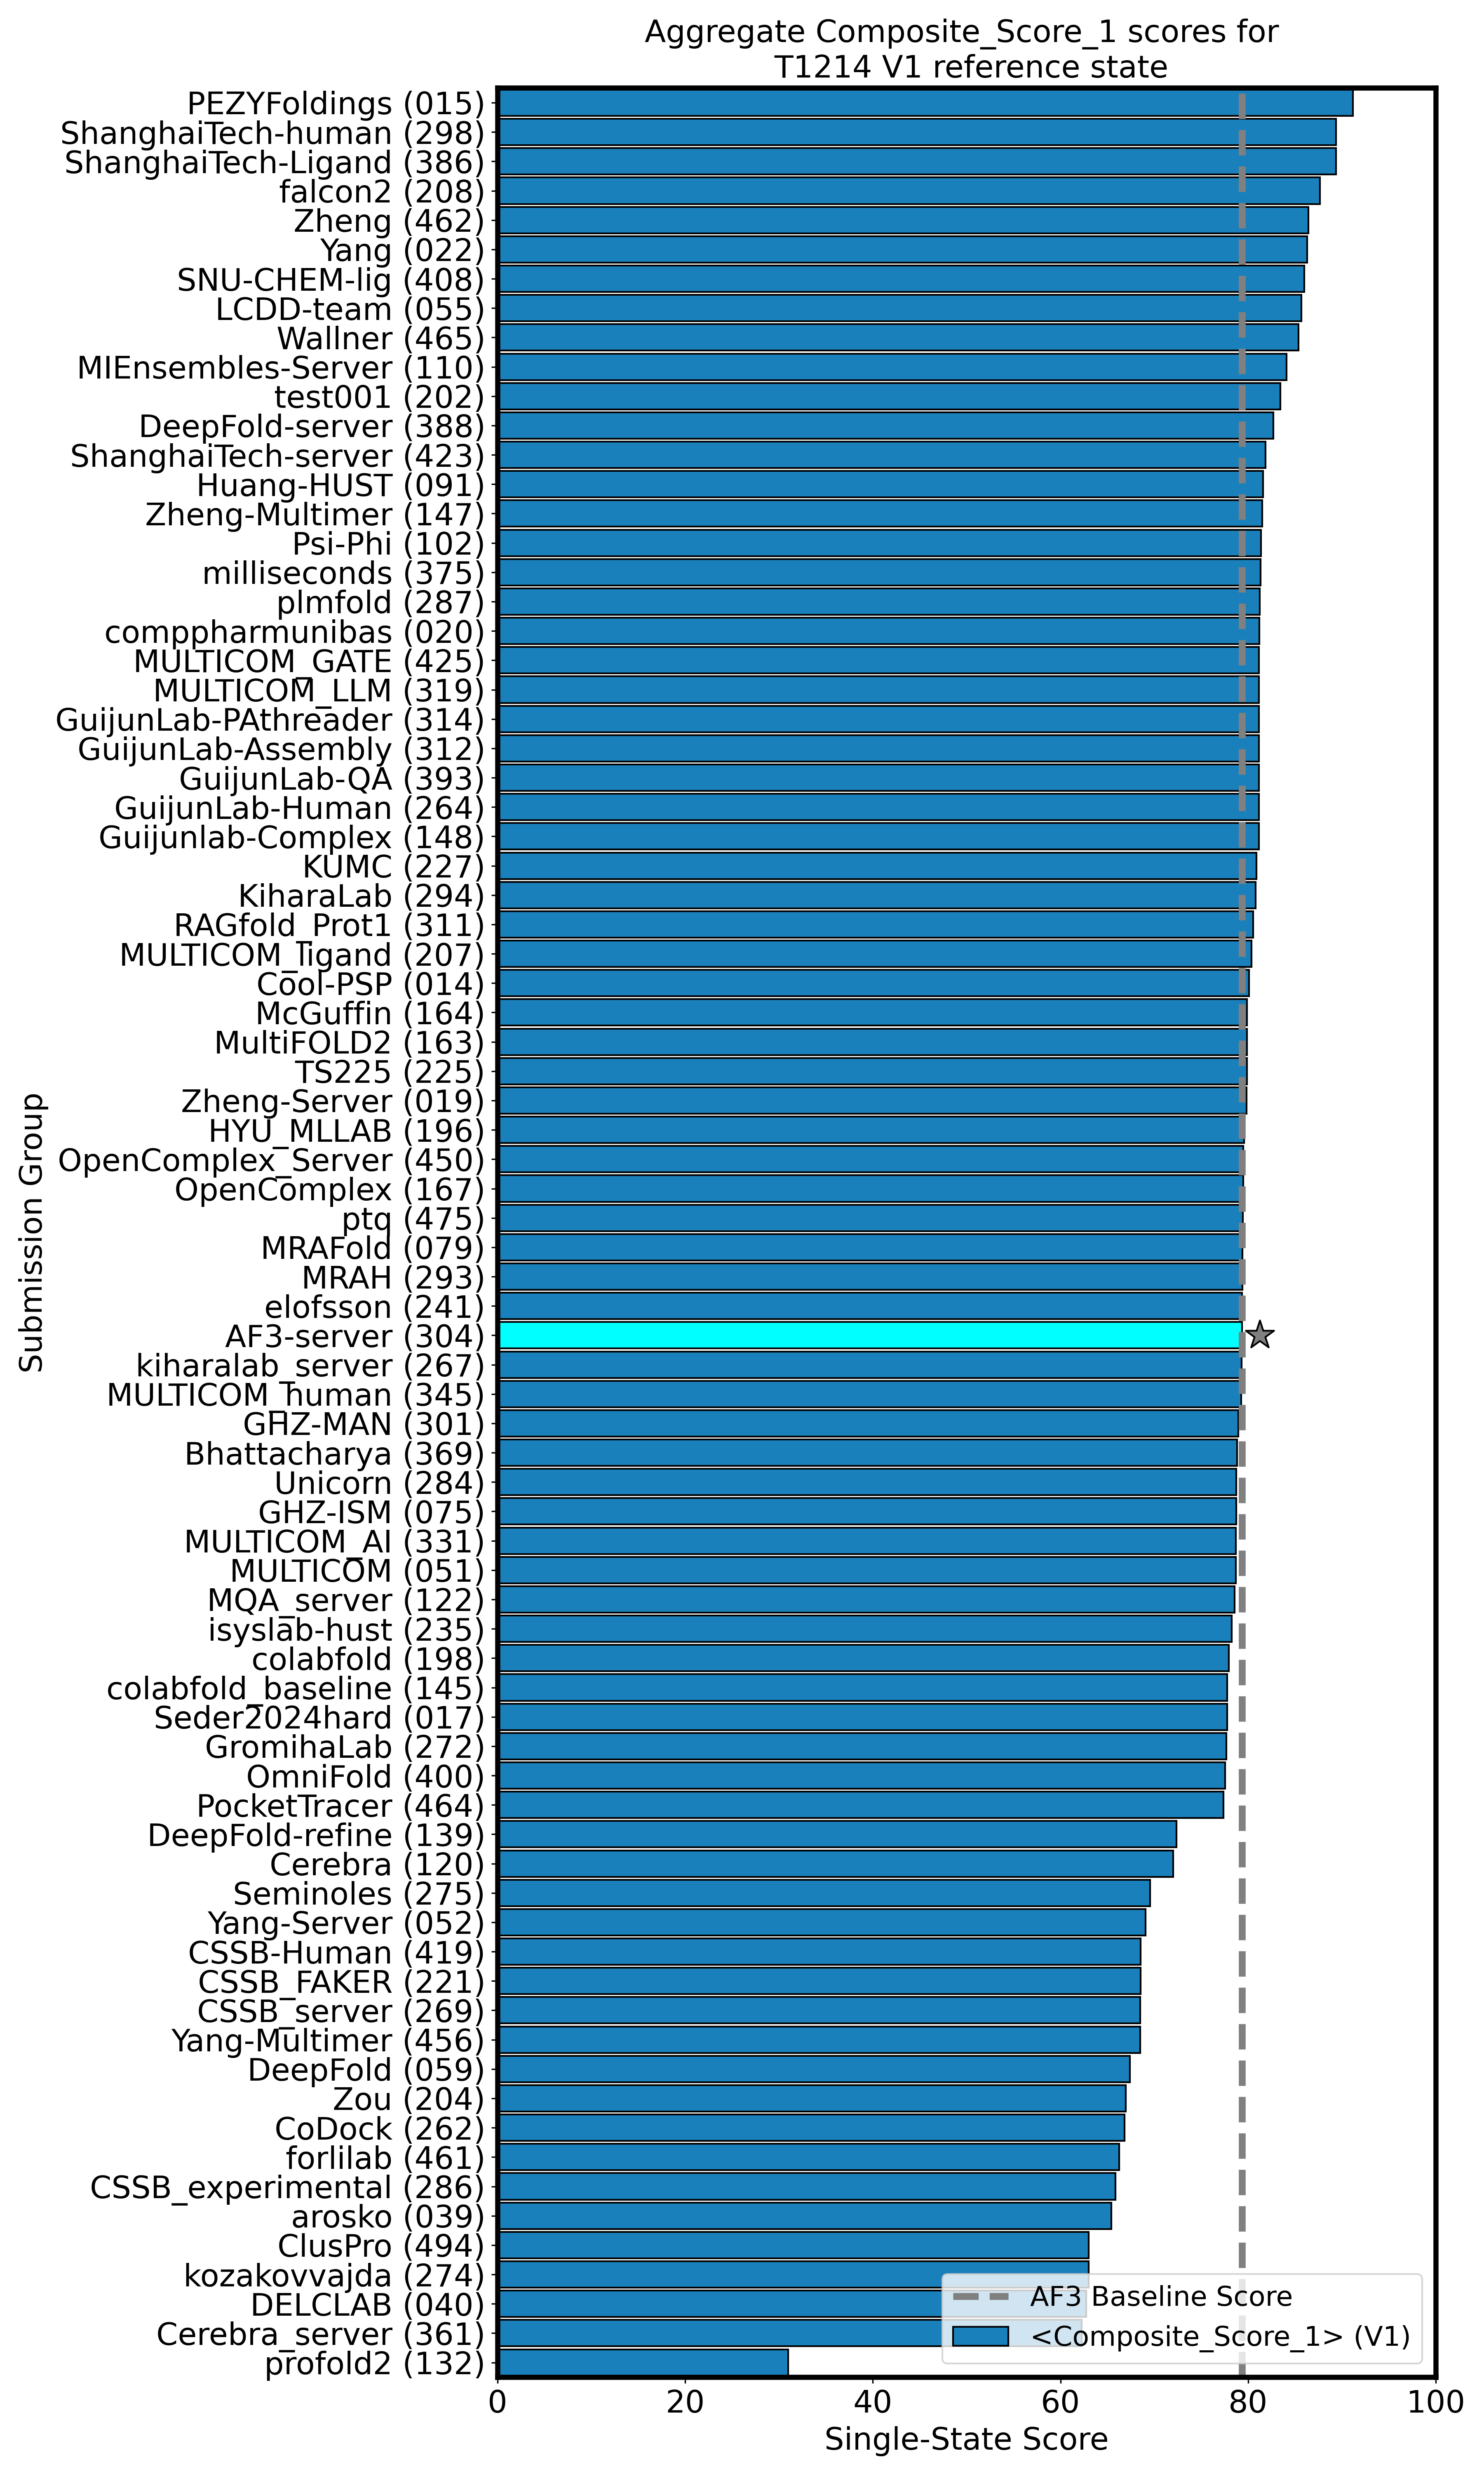 Aggregate Composite_Score_1 scores for
T1214 V1 reference state
Submission Group
PEZYFoldings (015)
ShanghaiTech-human (298)
ShanghaiTech-Ligand (386)
falcon2 (208)
Zheng (462)
Yang (022)
SNU-CHEM-lig (408)
LCDD-team (055)
Wallner (465)
MIEnsembles-Server (110)
test001 (202)
DeepFold-server (388)
ShanghaiTech-server (423)
Huang-HUST (091)
Zheng-Multimer (147)
Psi-Phi (102)
milliseconds (375)
plmfold (287)
comppharmunibas (020)
MULTICOM_GATE (425)
MULTICOM_LLM (319)
GuijunLab-PAthreader (314)
GuijunLab-Assembly (312)
GuijunLab-QA (393)
GuijunLab-Human (264)
Guijunlab-Complex (148)
KUMC (227)
KiharaLab (294)
RAGfold_Prot1 (311)
MULTICOM_ligand (207)
Cool-PSP (014)
McGuffin (164)
MultiFOLD2 (163)
TS225 (225)
Zheng-Server (019)
HYU_MLLAB (196)
OpenComplex_Server (450)
OpenComplex (167)
ptq (475)
MRAFold (079)
MRAH (293)
elofsson (241)
AF3-server (304)
kiharalab_server (267)
MULTICOM_human (345)
GHZ-MAN (301)
Bhattacharya (369)
Unicorn (284)
GHZ-ISM (075)
MULTICOM_AI (331)
MULTICOM (051)
MQA_server (122)
isyslab-hust (235)
colabfold (198)
colabfold_baseline (145)
Seder2024hard (017)
GromihaLab (272)
OmniFold (400)
PocketTracer (464)
DeepFold-refine (139)
Cerebra (120)
Seminoles (275)
Yang-Server (052)
CSSB-Human (419)
CSSB_FAKER (221)
CSSB_server (269)
Yang-Multimer (456)
DeepFold (059)
Zou (204)
CoDock (262)
forlilab (461)
CSSB_experimental (286)
arosko (039)
ClusPro (494)
kozakovvajda (274)
DELCLAB (040)
Cerebra_server (361)
profold2 (132)
AF3 Baseline Score
<Composite_Score_1> (V1)
0 20 40 60 80 100
Single-State Score